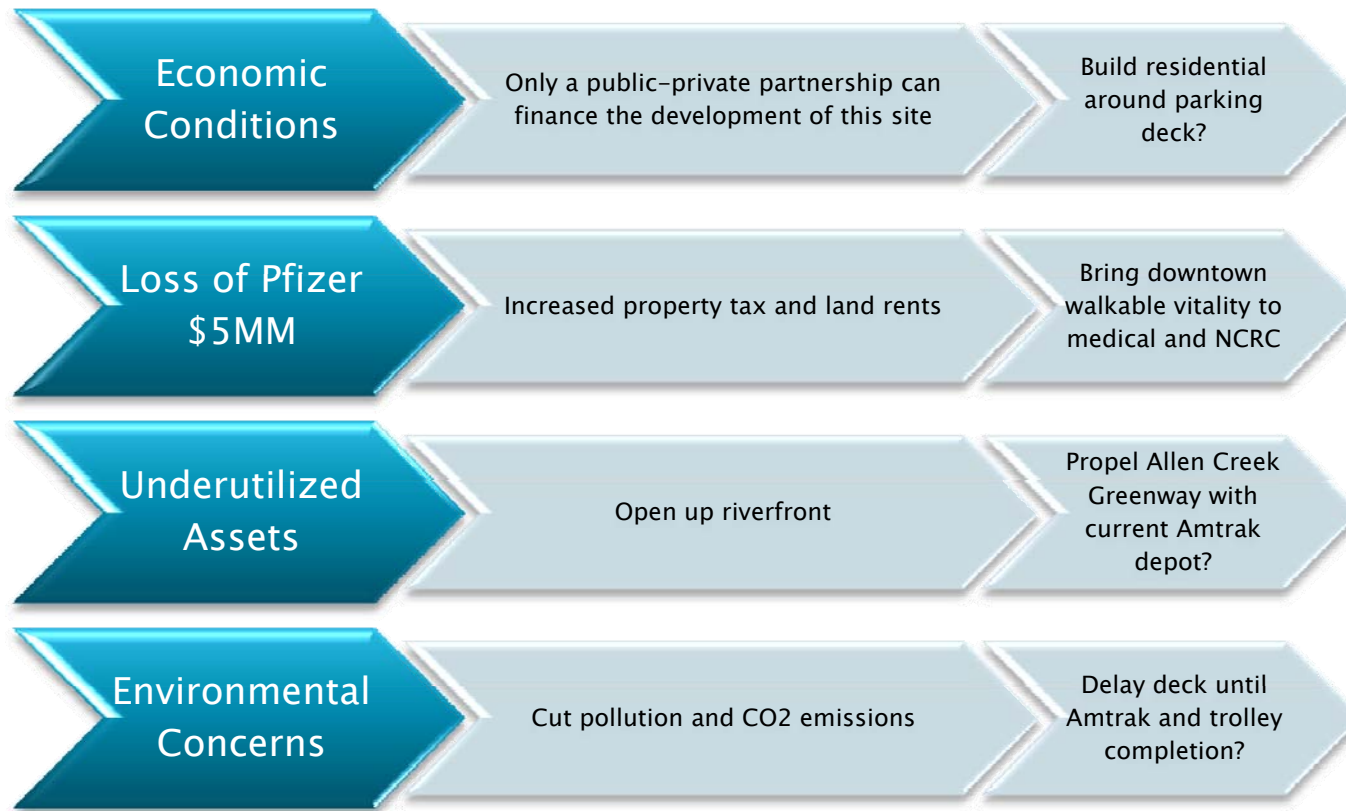 Economic
Conditions
Only a public-private partnership can
finance the development of this site
Build residential
around parking
deck?
Loss of Pfizer
$5MM
Increased property tax and land rents
Bring downtown
walkable vitality to
medical and NCRC
Underutilized
Assets
Open up riverfront
Propel Allen Creek
Greenway with
current Amtrak
depot?
Environmental
Concerns
Cut pollution and CO2 emissions
Delay deck until
Amtrak and trolley
completion?